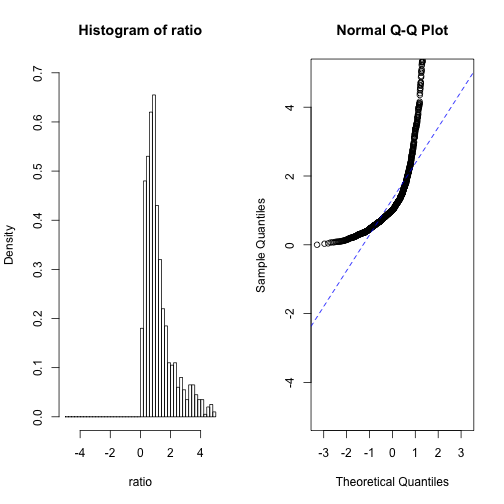 Histogram of ratio
Density
0.0 0.1 0.2 0.3 0.4 0.5 0.6 0.7
-4 -2 0 2 4
ratio
Normal Q-Q Plot
Sample Quantiles
-4 -2 0 2 4
-3 -2 -1 0 1 2 3
Theoretical Quantiles